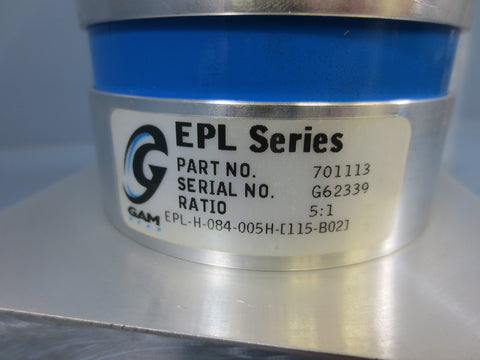 EPL Series
PART NO. 701113
SERIAL NO. G62339
RATIO 5:1
EPL-H-084-005H-[115-B02]
GAM